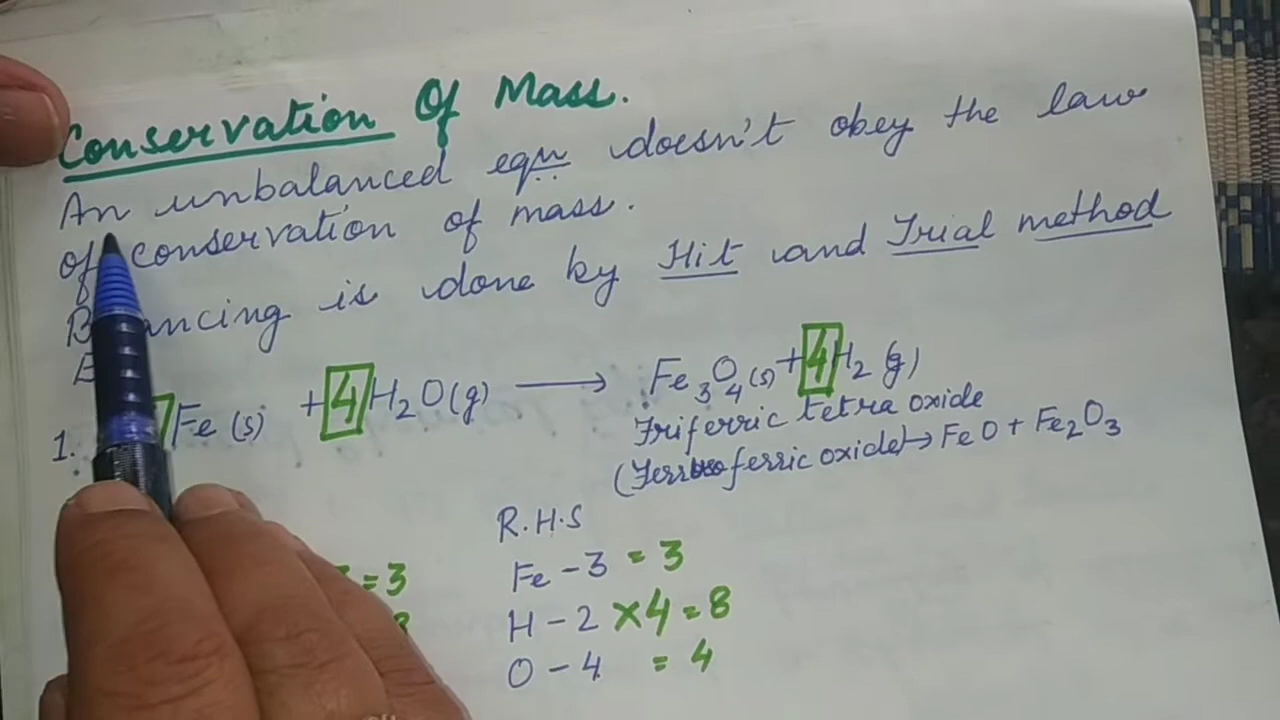 Conservation Of Mass.
An unbalanced eqn doesn't obey the law
of conservation of mass.
is done by Hit and Trial method
1. Fe (s) + 4 H2O (g) → Fe3O4 (s) + 4 H2 (g)
Triferric tetra oxide
(Ferroso ferric oxide) → FeO + Fe2O3
R.H.S
= 3 Fe - 3 = 3
H - 2 × 4 = 8
O - 4 = 4